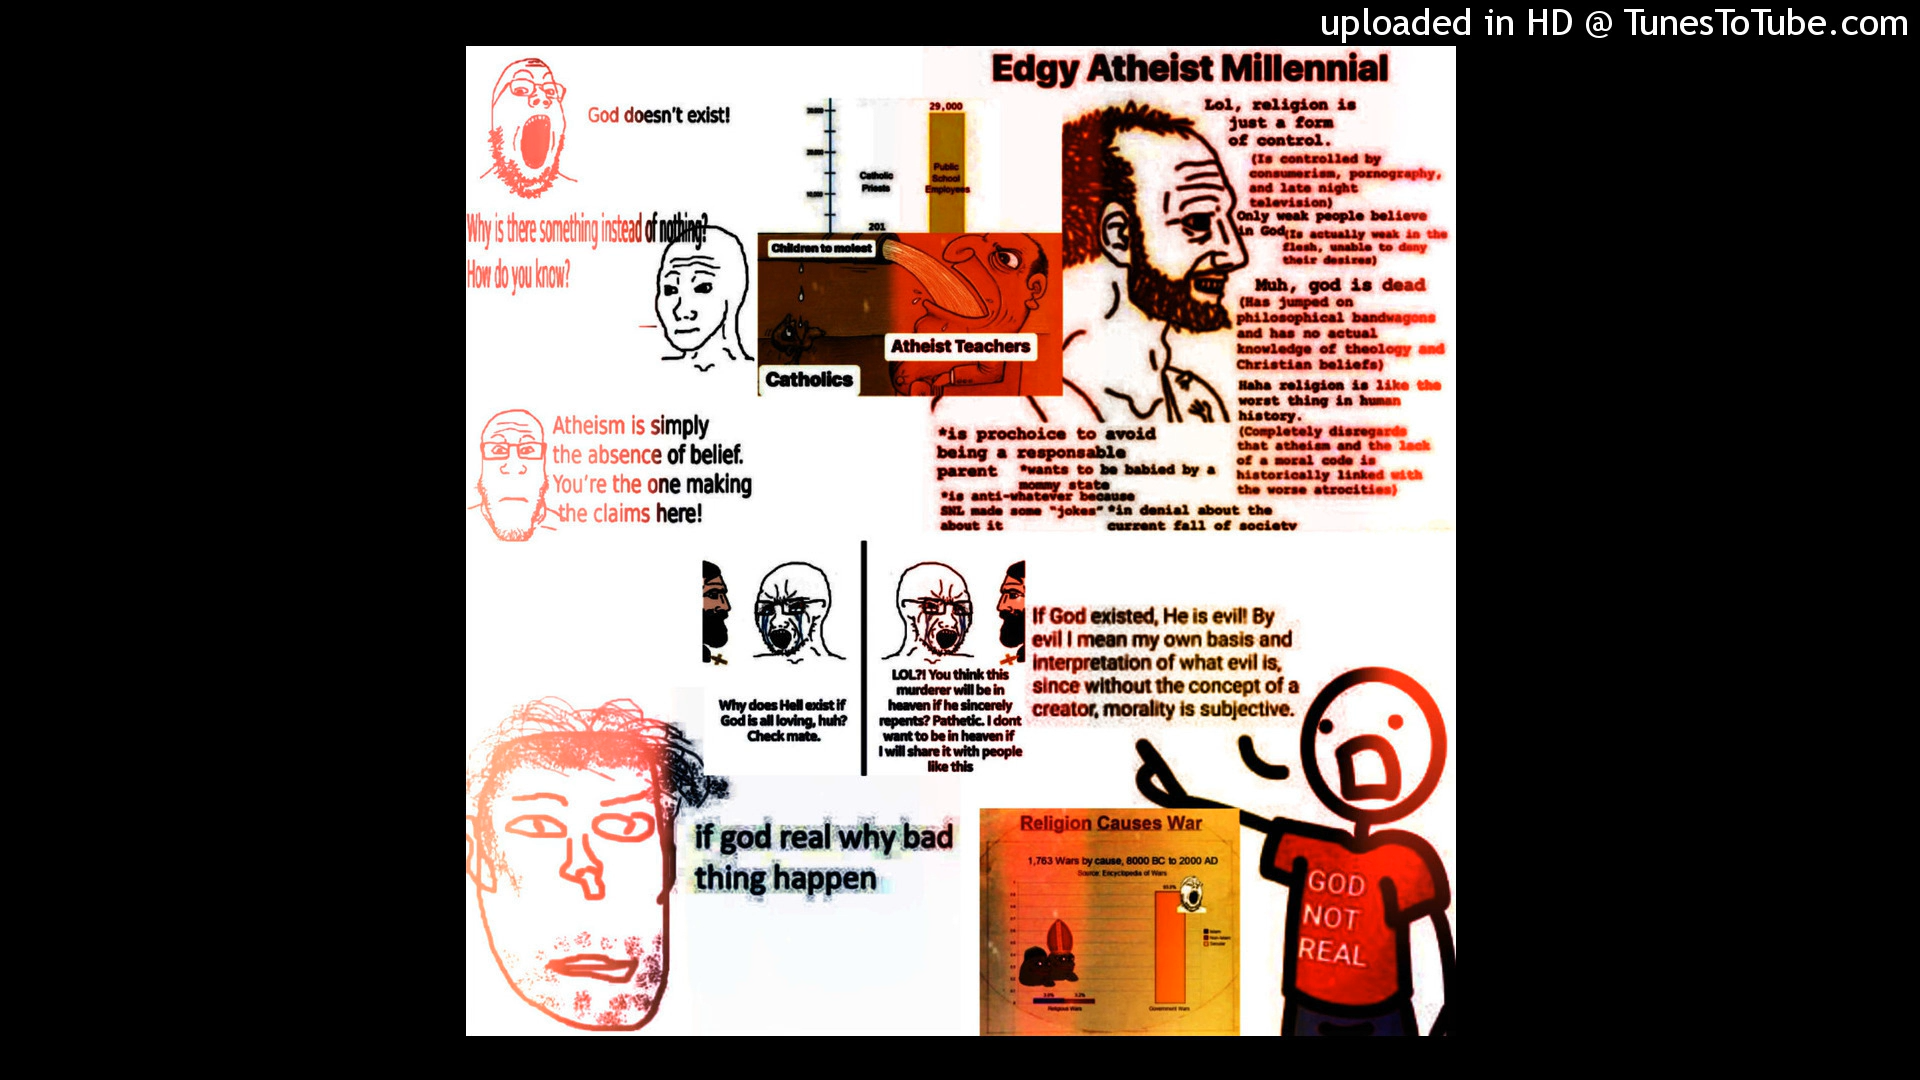 uploaded in HD @ TunesToTube.com
God doesn't exist!
Why is there something instead of nothing?
How do you know?
Atheism is simply
the absence of belief.
You're the one making
the claims here!
29,000
Catholic
Priests
Public
School
Employees
201
Children to molest
Atheist Teachers
Catholics
Edgy Atheist Millennial
Lol, religion is
just a form
of control.
(Is controlled by
consumerism, pornography,
and late night
television)
Only weak people believe
in God
(Is actually weak in the
flesh, unable to deny
their desires)
Muh, god is dead
(Has jumped on
philosophical bandwagons
and has no actual
knowledge of theology and
Christian beliefs)
Haha religion is like the
worst thing in human
history.
(Completely disregards
that atheism and the lack
of a moral code is
historically linked with
the worse atrocities)
*is prochoice to avoid
being a responsable
parent
*wants to be babied by a
mommy state
*is anti-whatever because
SNL made some "jokes"
about it
*in denial about the
current fall of society
Why does Hell exist if
God is all loving, huh?
Check mate.
LOL?! You think this
murderer will be in
heaven if he sincerely
repents? Pathetic. I dont
want to be in heaven if
I will share it with people
like this
If God existed, He is evil! By
evil I mean my own basis and
interpretation of what evil is,
since without the concept of a
creator, morality is subjective.
if god real why bad
thing happen
Religion Causes War
1,763 Wars by cause, 8000 BC to 2000 AD
Source: Encyclopedia of Wars
Religious Wars
Government Wars
GOD
NOT
REAL